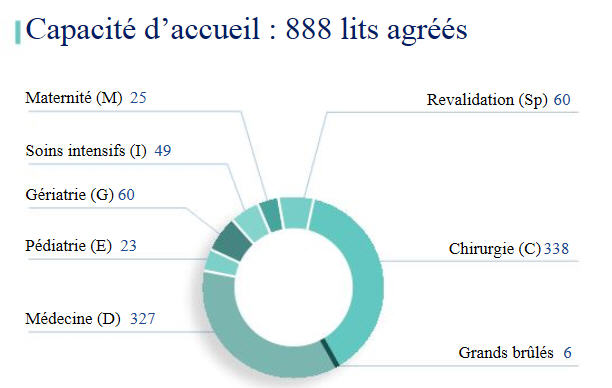 Capacité d’accueil : 888 lits agréés
Maternité (M) 25
Revalidation (Sp) 60
Soins intensifs (I) 49
Gériatrie (G) 60
Pédiatrie (E) 23
Chirurgie (C) 338
Médecine (D) 327
Grands brûlés 6